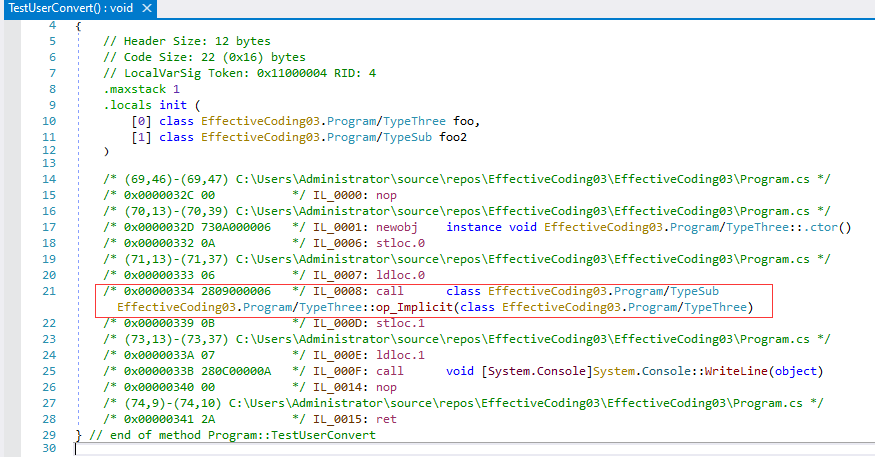 TestUserConvert() : void ✕
4 {
5 // Header Size: 12 bytes
6 // Code Size: 22 (0x16) bytes
7 // LocalVarSig Token: 0x11000004 RID: 4
8 .maxstack 1
9 .locals init (
10 [0] class EffectiveCoding03.Program/TypeThree foo,
11 [1] class EffectiveCoding03.Program/TypeSub foo2
12 )
13
14 /* (69,46)-(69,47) C:\Users\Administrator\source\repos\EffectiveCoding03\EffectiveCoding03\Program.cs */
15 /* 0x0000032C 00 */ IL_0000: nop
16 /* (70,13)-(70,39) C:\Users\Administrator\source\repos\EffectiveCoding03\EffectiveCoding03\Program.cs */
17 /* 0x0000032D 730A000006 */ IL_0001: newobj instance void EffectiveCoding03.Program/TypeThree::.ctor()
18 /* 0x00000332 0A */ IL_0006: stloc.0
19 /* (71,13)-(71,37) C:\Users\Administrator\source\repos\EffectiveCoding03\EffectiveCoding03\Program.cs */
20 /* 0x00000333 06 */ IL_0007: ldloc.0
21 /* 0x00000334 2809000006 */ IL_0008: call class EffectiveCoding03.Program/TypeSub
EffectiveCoding03.Program/TypeThree::op_Implicit(class EffectiveCoding03.Program/TypeThree)
22 /* 0x00000339 0B */ IL_000D: stloc.1
23 /* (73,13)-(73,37) C:\Users\Administrator\source\repos\EffectiveCoding03\EffectiveCoding03\Program.cs */
24 /* 0x0000033A 07 */ IL_000E: ldloc.1
25 /* 0x0000033B 280C00000A */ IL_000F: call void [System.Console]System.Console::WriteLine(object)
26 /* 0x00000340 00 */ IL_0014: nop
27 /* (74,9)-(74,10) C:\Users\Administrator\source\repos\EffectiveCoding03\EffectiveCoding03\Program.cs */
28 /* 0x00000341 2A */ IL_0015: ret
29 } // end of method Program::TestUserConvert
30